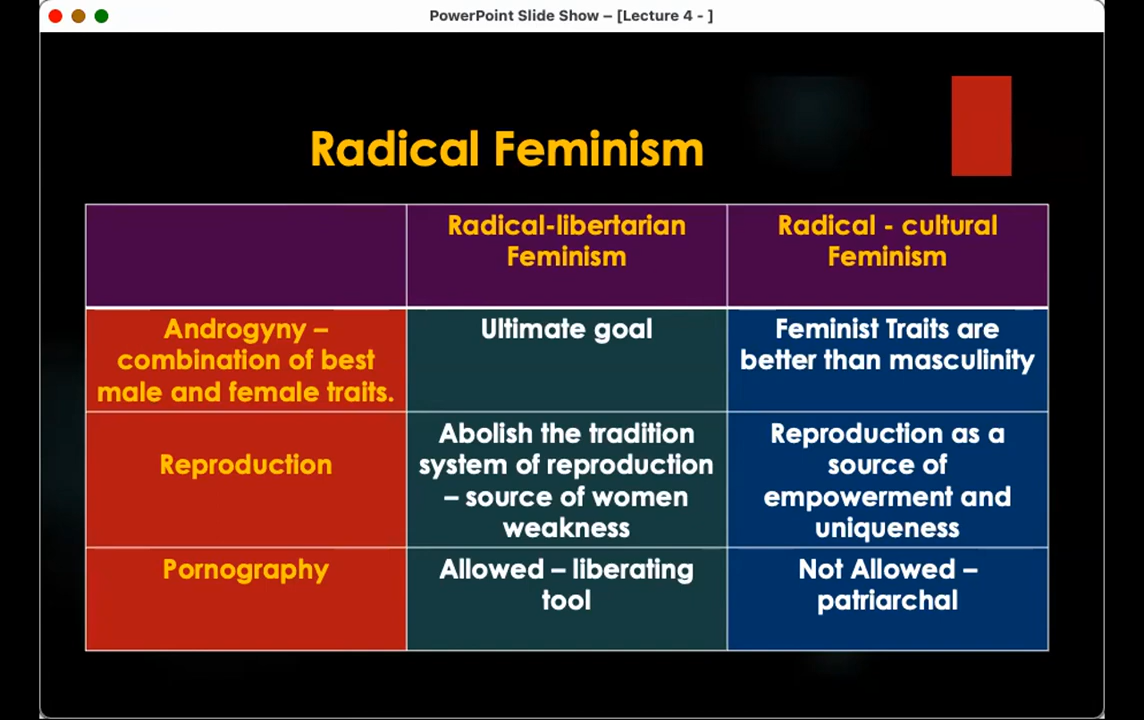 PowerPoint Slide Show – [Lecture 4 - ]
Radical Feminism
Radical-libertarian
Feminism
Radical - cultural
Feminism
Androgyny –
combination of best
male and female traits.
Ultimate goal
Feminist Traits are
better than masculinity
Reproduction
Abolish the tradition
system of reproduction
– source of women
weakness
Reproduction as a
source of
empowerment and
uniqueness
Pornography
Allowed – liberating
tool
Not Allowed –
patriarchal